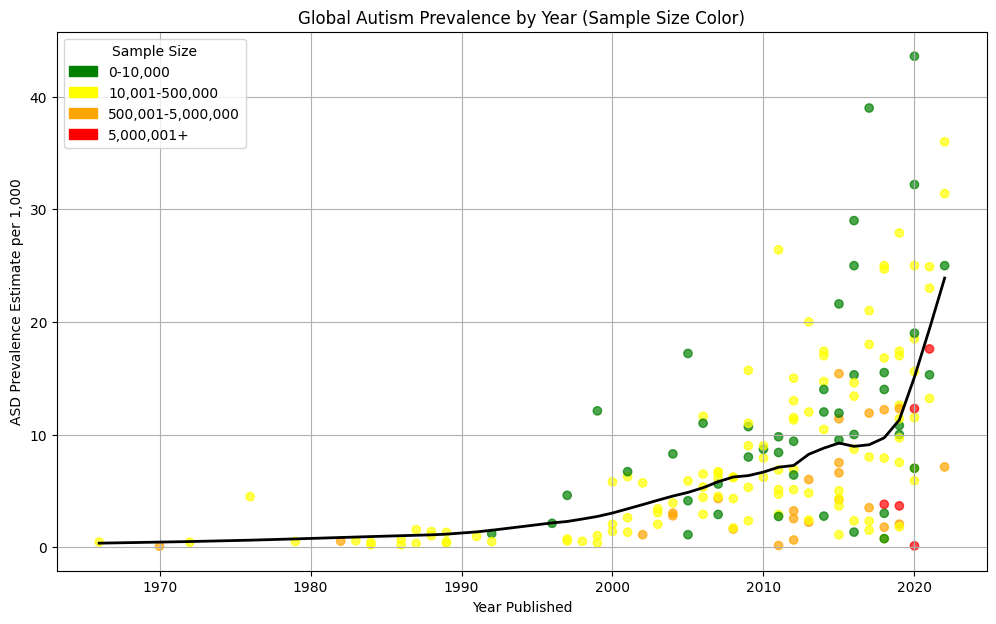 Global Autism Prevalence by Year (Sample Size Color)
Sample Size
0-10,000
10,001-500,000
500,001-5,000,000
5,000,001+
ASD Prevalence Estimate per 1,000
40
30
20
10
0
1970 1980 1990 2000 2010 2020
Year Published